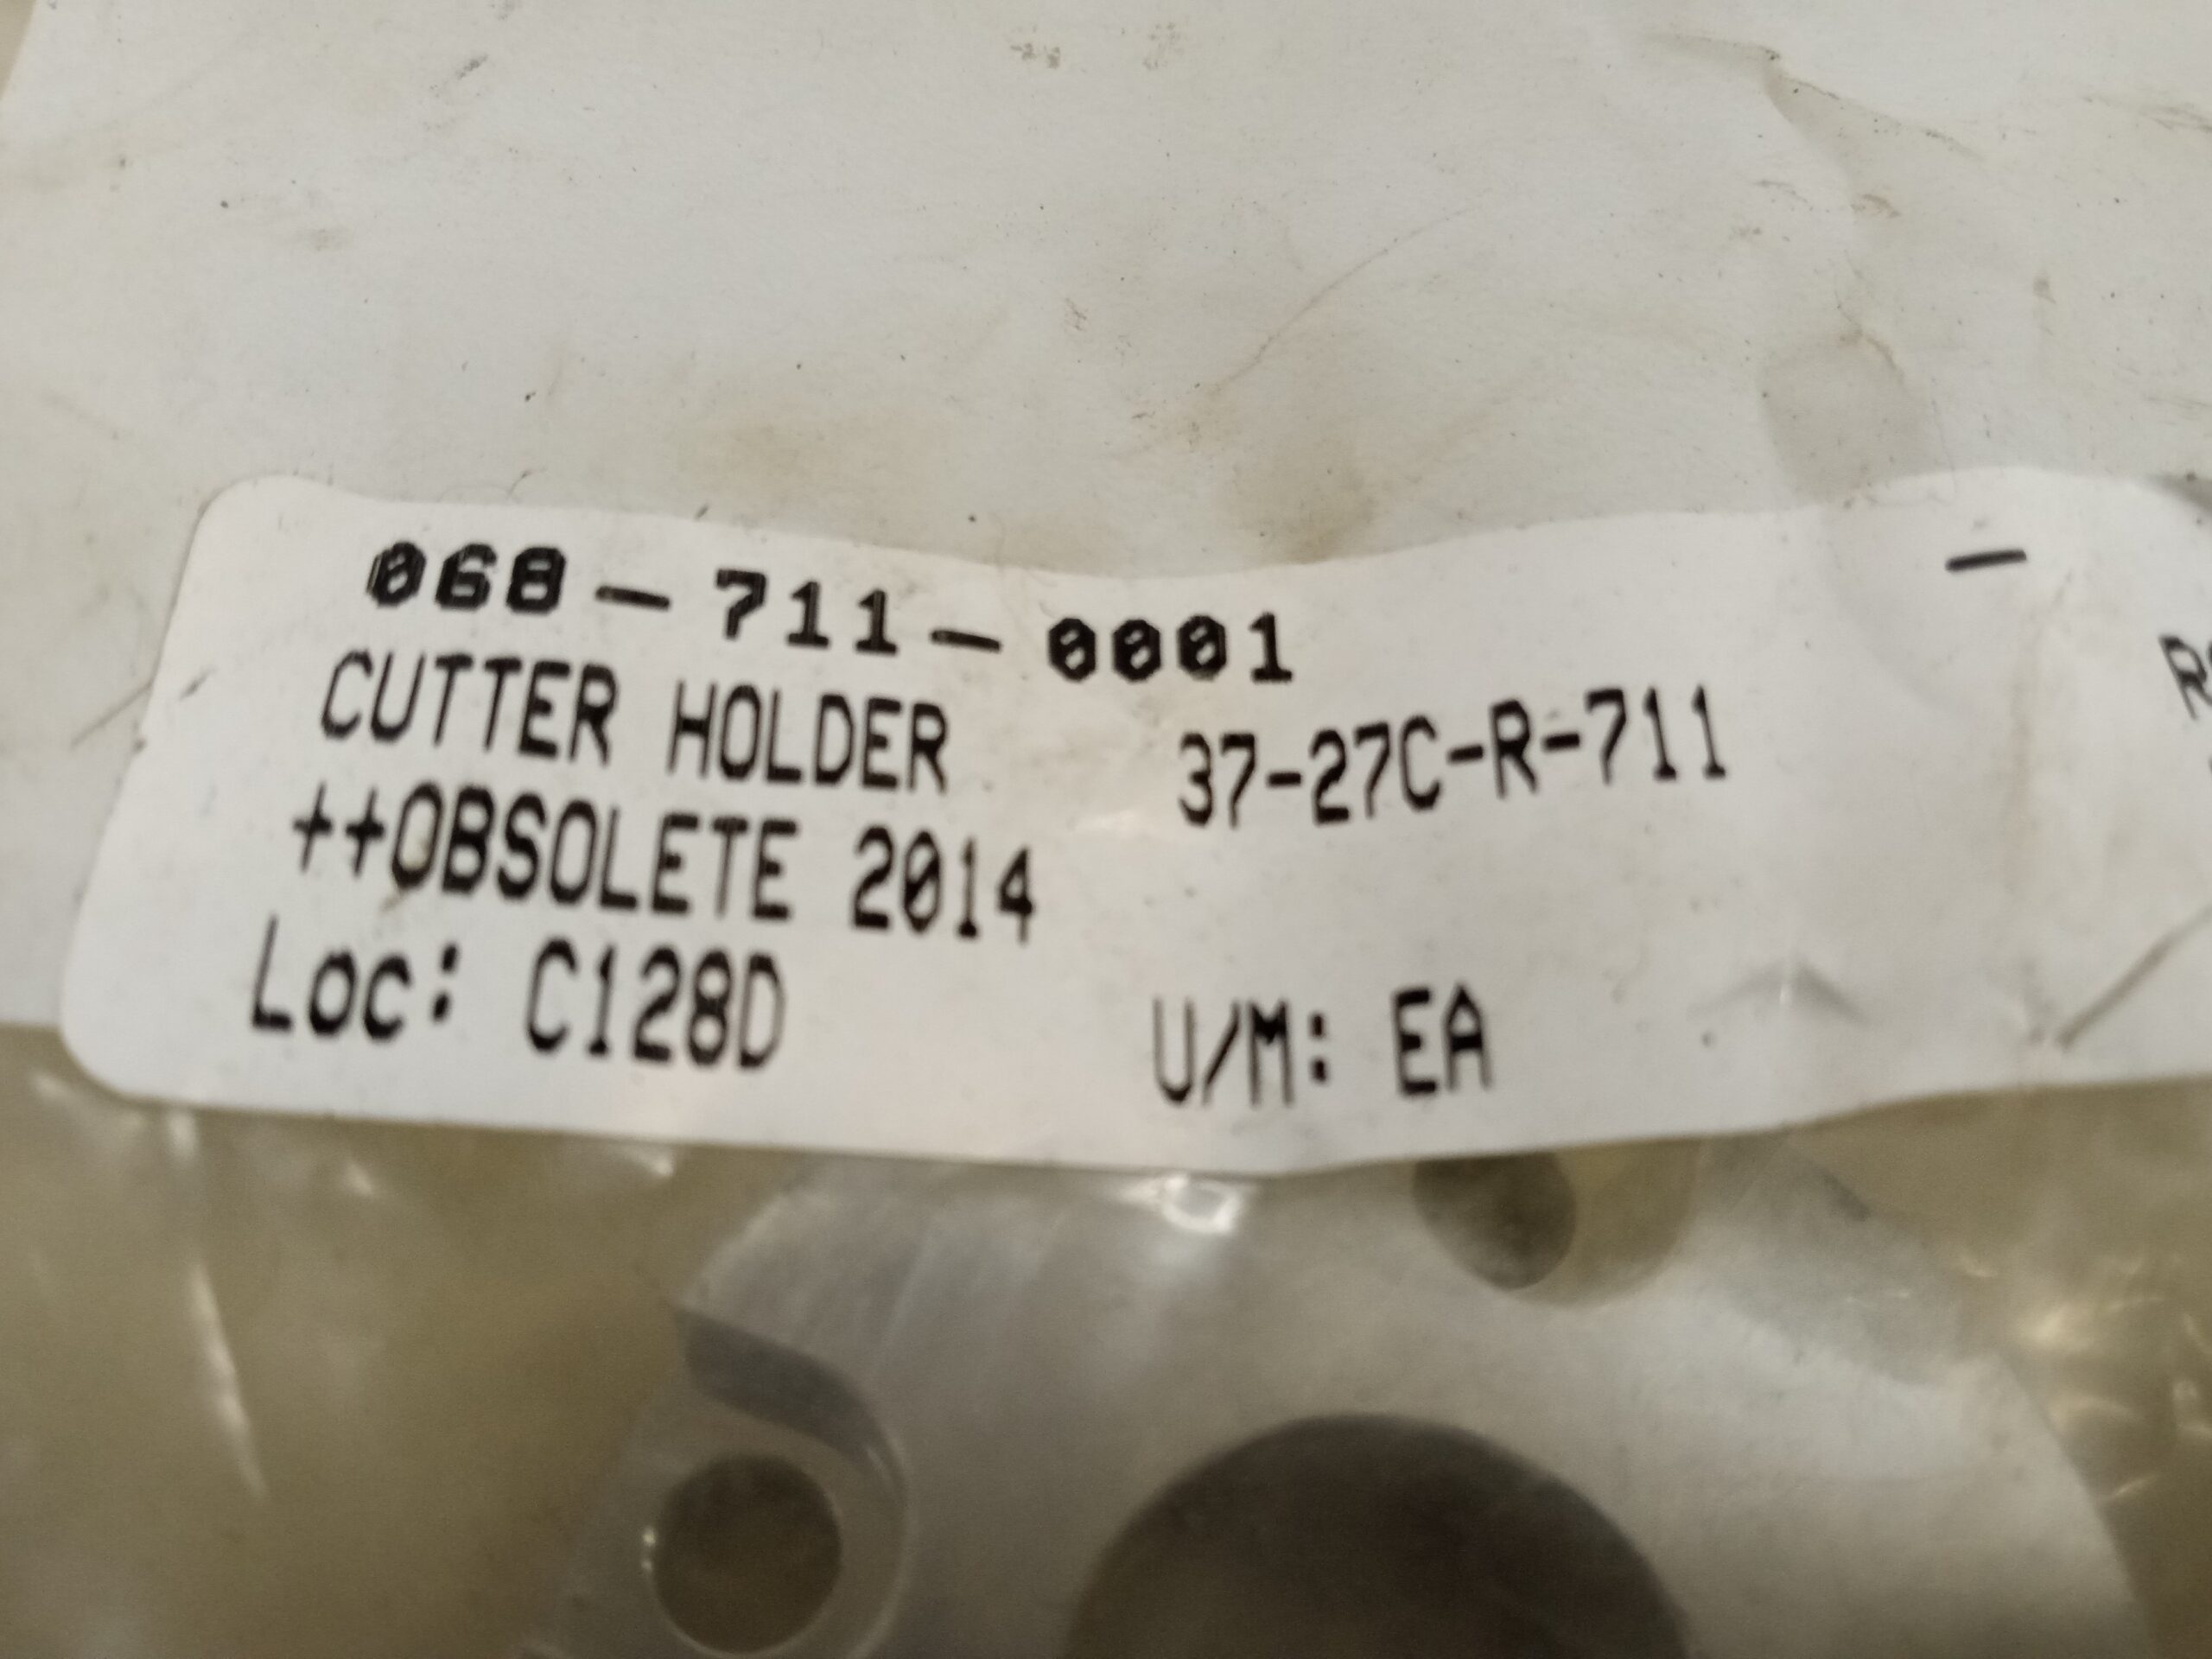 068-711-0001 -
CUTTER HOLDER 37-27C-R-711
++OBSOLETE 2014
Loc: C128D U/M: EA